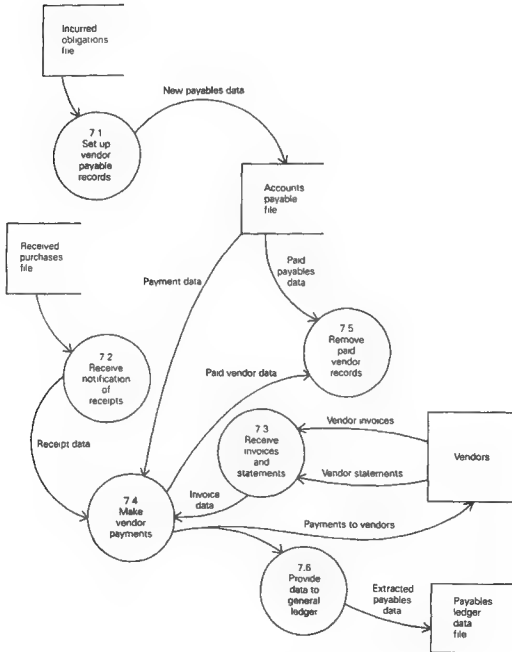 Incurred
obligations
file
New payables data
7 1
Set up
vendor
payable
records
Accounts
payable
file
Received
purchases
file
Payment data
Paid
payables
data
7 5
Remove
paid
vendor
records
7 2
Receive
notification
of
receipts
Paid vendor data
7 3
Receive
invoices
and
statements
Vendor invoices
Vendors
Vendor statements
Receipt data
Invoice
data
7 4
Make
vendor
payments
Payments to vendors
7.6
Provide
data to
general
ledger
Extracted
payables
data
Payables
ledger
data
file